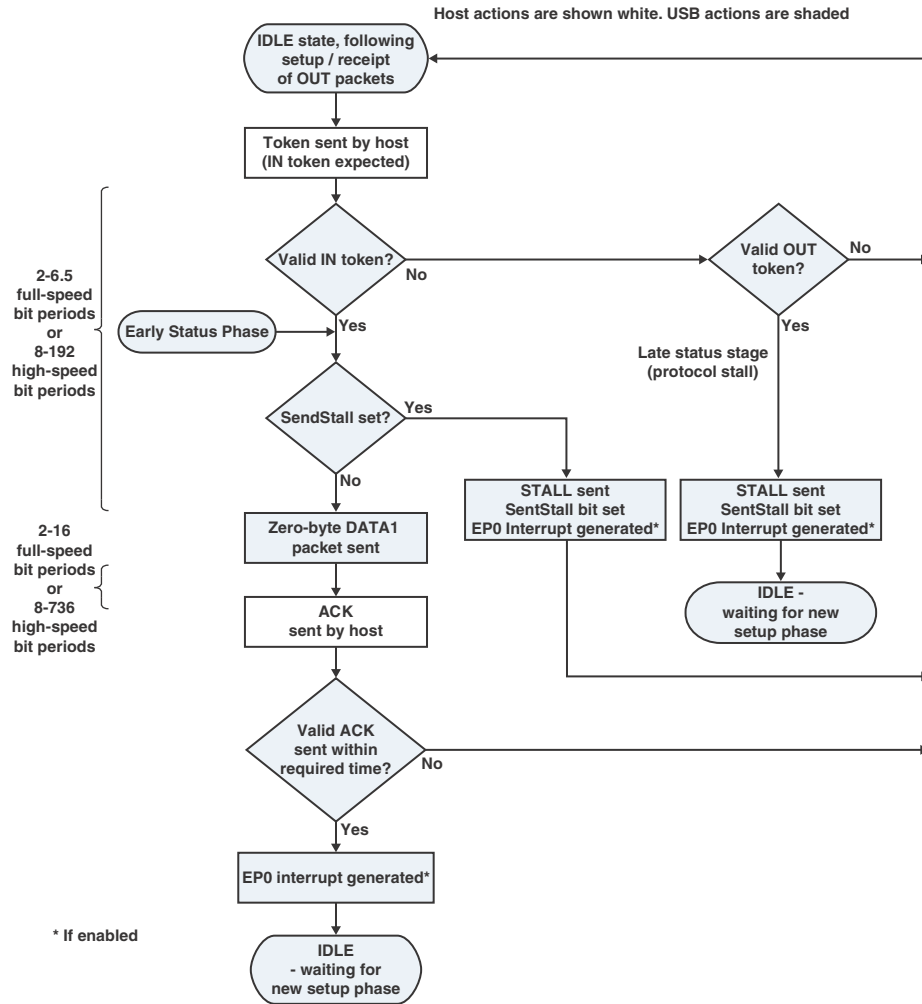 Host actions are shown white. USB actions are shaded
IDLE state, following
setup / receipt
of OUT packets
Token sent by host
(IN token expected)
Valid IN token?
No
Valid OUT
token?
No
2-6.5
full-speed
bit periods
or
8-192
high-speed
bit periods
Early Status Phase
Yes
Yes
Late status stage
(protocol stall)
SendStall set?
Yes
No
STALL sent
SentStall bit set
EP0 Interrupt generated*
STALL sent
SentStall bit set
EP0 Interrupt generated*
Zero-byte DATA1
packet sent
2-16
full-speed
bit periods
or
8-736
high-speed
bit periods
IDLE -
waiting for new
setup phase
ACK
sent by host
Valid ACK
sent within
required time?
No
Yes
EP0 interrupt generated*
* If enabled
IDLE
- waiting for
new setup phase